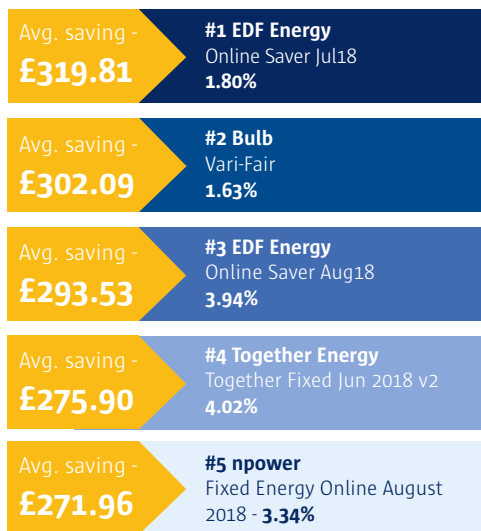 Avg. saving -
£319.81
#1 EDF Energy
Online Saver Jul18
1.80%
Avg. saving -
£302.09
#2 Bulb
Vari-Fair
1.63%
Avg. saving -
£293.53
#3 EDF Energy
Online Saver Aug18
3.94%
Avg. saving -
£275.90
#4 Together Energy
Together Fixed Jun 2018 v2
4.02%
Avg. saving -
£271.96
#5 npower
Fixed Energy Online August
2018 - 3.34%